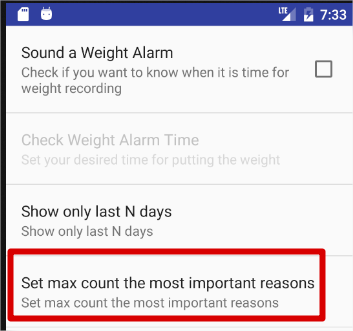 LTE 7:33
Sound a Weight Alarm
Check if you want to know when it is time for
weight recording
Check Weight Alarm Time
Set your desired time for putting the weight
Show only last N days
Show only last N days
Set max count the most important reasons
Set max count the most important reasons